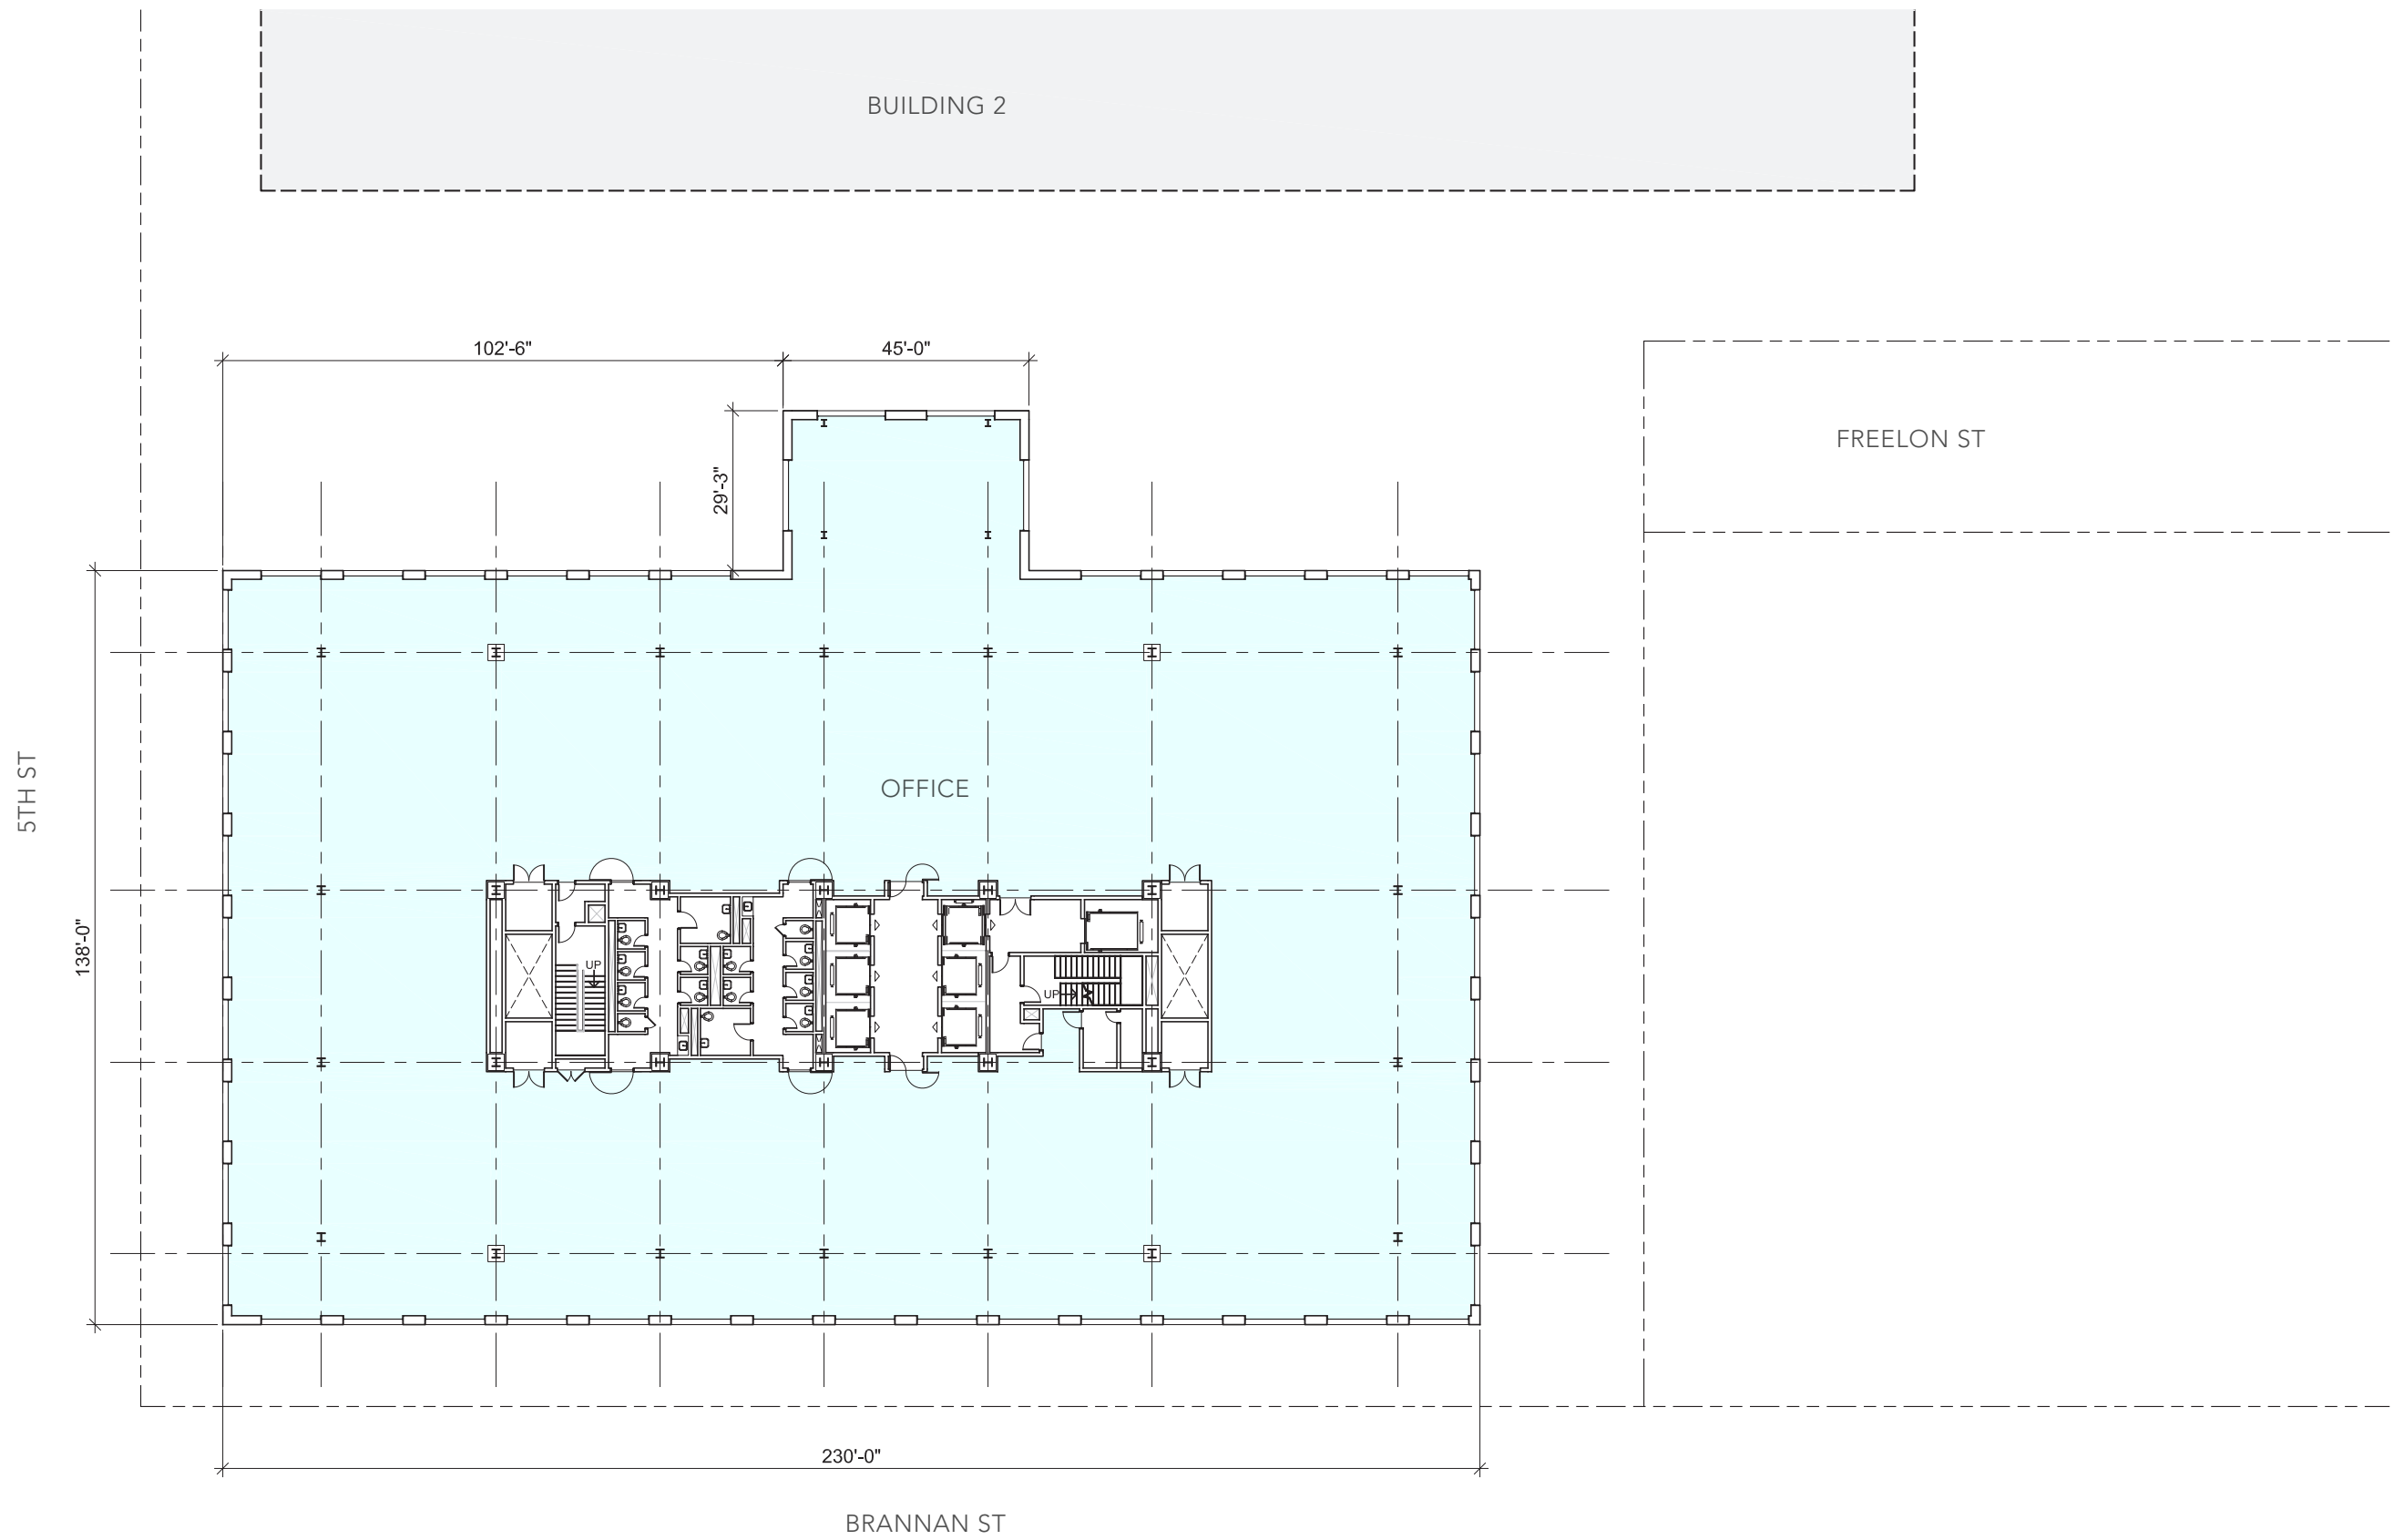 BUILDING 2
102'-6"
45'-0"
FREELON ST
29'-3"
5TH ST
OFFICE
138'-0"
UP
UP
230'-0"
BRANNAN ST